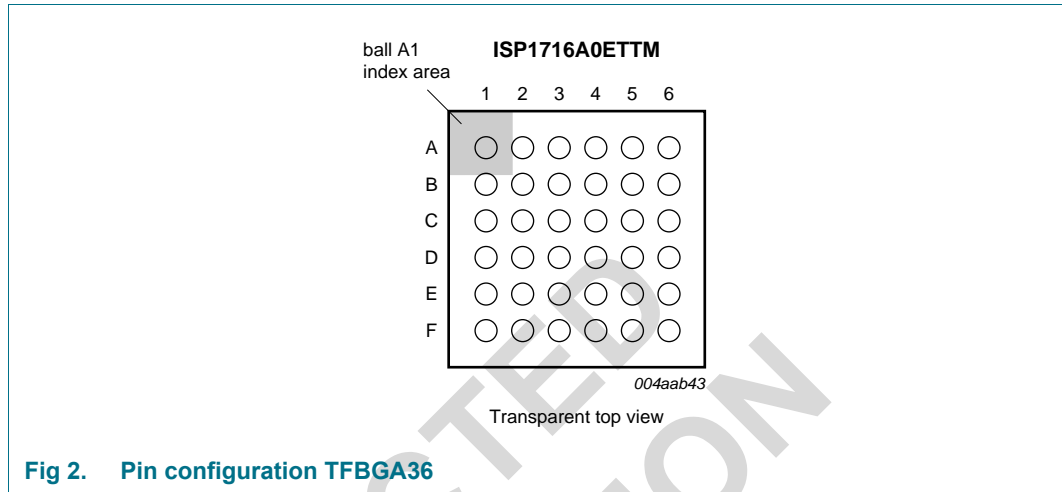 ball A1
index area
ISP1716A0ETTM
1 2 3 4 5 6
A
B
C
D
E
F
004aab43
Transparent top view
Fig 2. Pin configuration TFBGA36